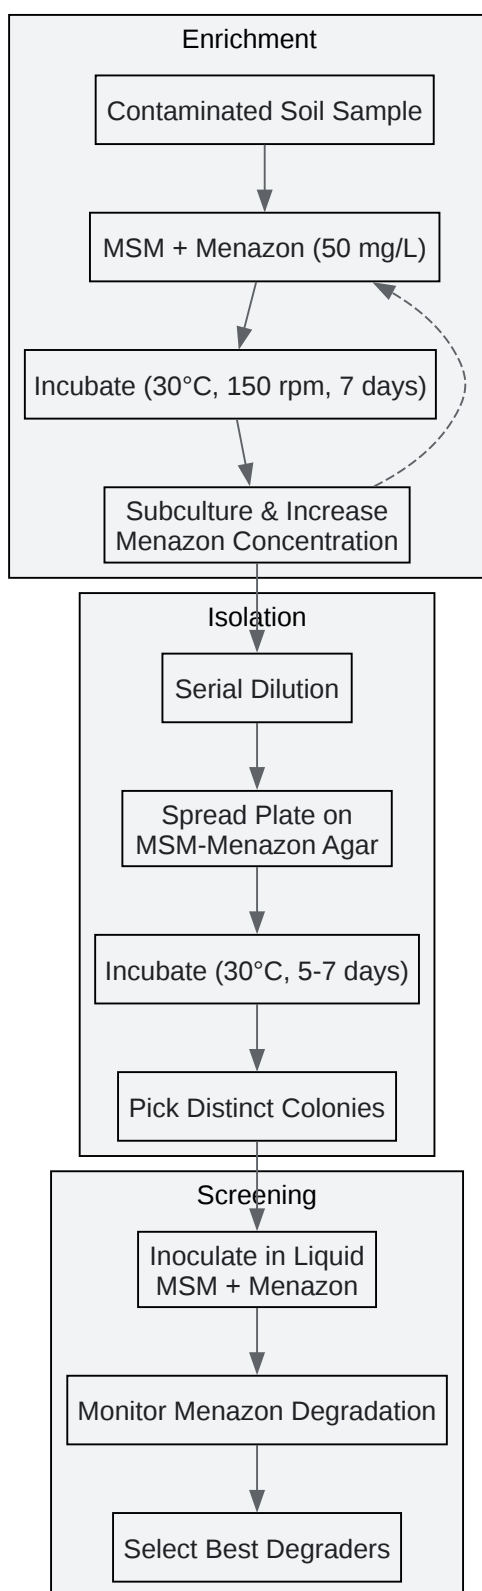 Enrichment
Contaminated Soil Sample
MSM + Menazon (50 mg/L)
Incubate (30°C, 150 rpm, 7 days)
Subculture & Increase
Menazon Concentration
Isolation
Serial Dilution
Spread Plate on
MSM-Menazon Agar
Incubate (30°C, 5-7 days)
Pick Distinct Colonies
Screening
Inoculate in Liquid
MSM + Menazon
Monitor Menazon Degradation
Select Best Degraders